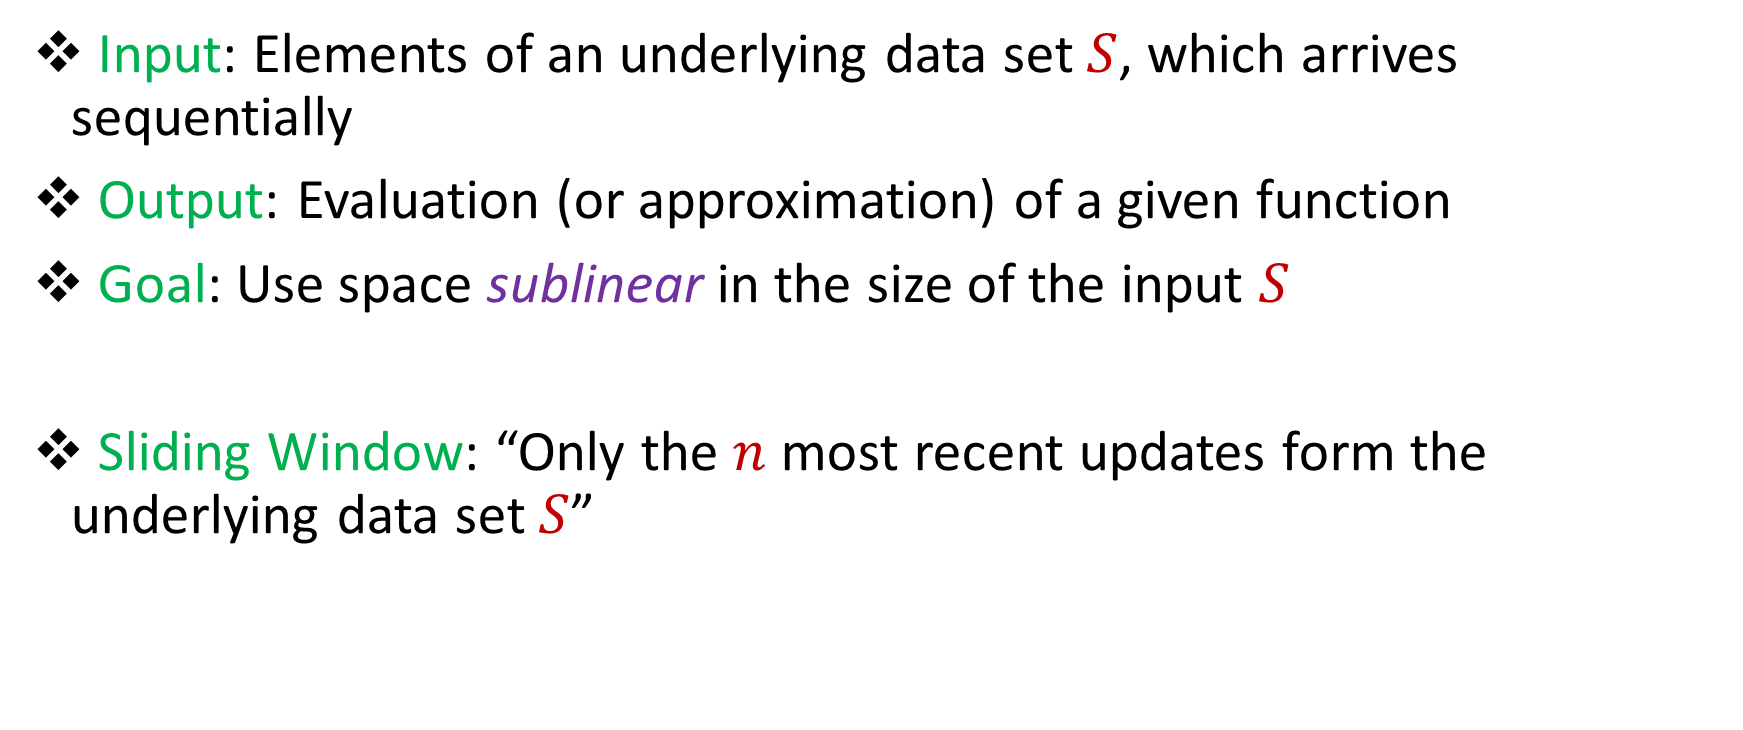 ❖ Input: Elements of an underlying data set S, which arrives
sequentially
❖ Output: Evaluation (or approximation) of a given function
❖ Goal: Use space sublinear in the size of the input S
❖ Sliding Window: “Only the n most recent updates form the
underlying data set S”